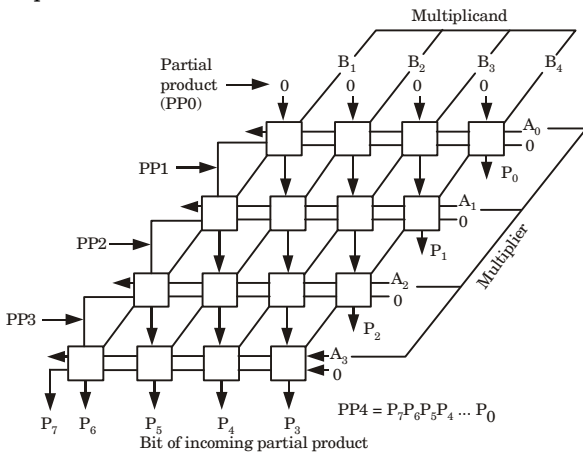 Multiplicand
Partial
product
(PP0)
B₁ B₂ B₃ B₄
0 0 0 0
A₀
0
PP1
P₀
A₁
0
PP2
P₁
Multiplier
A₂
0
PP3
P₂
A₃
0
P₇ P₆ P₅ P₄ P₃
PP4 = P₇P₆P₅P₄ ... P₀
Bit of incoming partial product